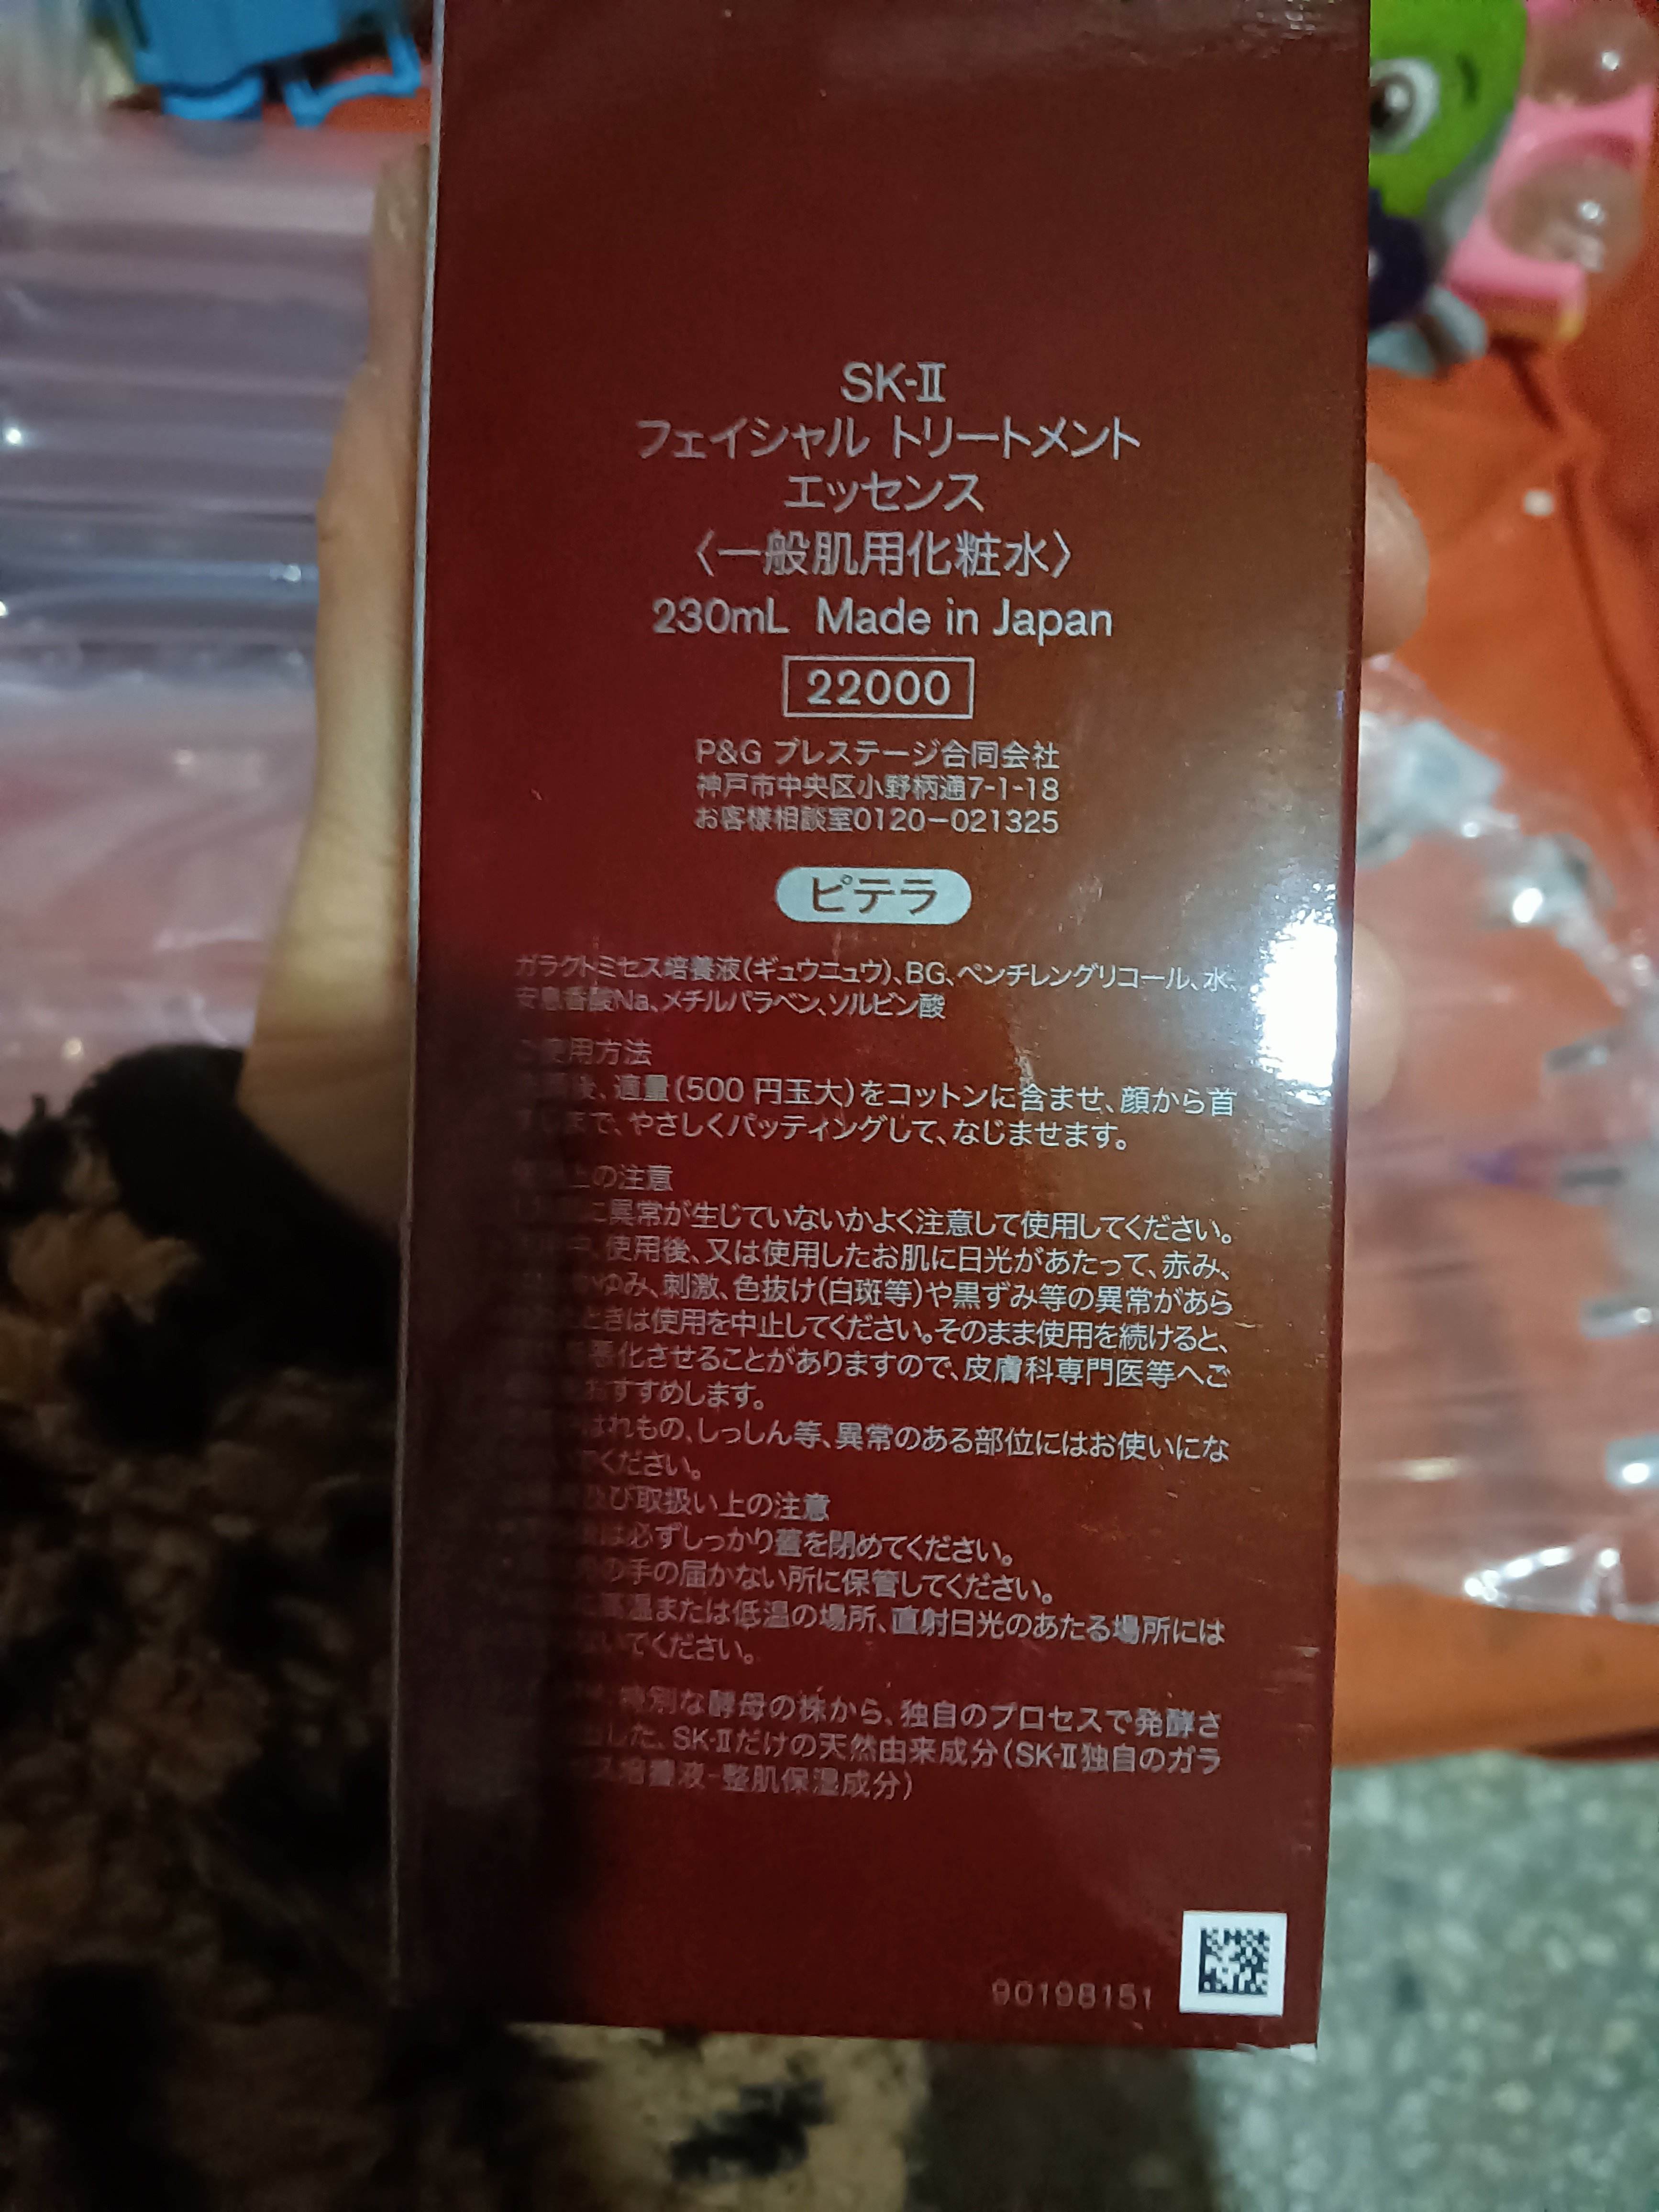 SK-II
フェイシャル トリートメント
エッセンス
〈一般肌用化粧水〉
230mL Made in Japan
22000
P&G プレステージ合同会社
神戸市中央区小野柄通7-1-18
お客様相談室0120-021325
ピテラ
ガラクトミセス培養液(ギュウニュウ)、BG、ペンチレングリコール、水、
安息香酸Na、メチルパラベン、ソルビン酸
ご使用方法
後、適量(500 円玉大)をコットンに含ませ、顔から首
すじまで、やさしくパッティングして、なじませます。
上の注意
に異常が生じていないかよく注意して使用してください。
使用後、又は使用したお肌に日光があたって、赤み、
かゆみ、刺激、色抜け(白斑等)や黒ずみ等の異常があら
ときは使用を中止してください。そのまま使用を続けると、
悪化させることがありますので、皮膚科専門医等へご
おすすめします。
はれもの、しっしん等、異常のある部位にはお使いにな
てください。
及び取扱い上の注意
は必ずしっかり蓋を閉めてください。
の手の届かない所に保管してください。
高温または低温の場所、直射日光のあたる場所には
いてください。
特別な酵母の株から、独自のプロセスで発酵さ
した、SK-IIだけの天然由来成分(SK-II独自のガラ
ス培養液-整肌保湿成分)
90198151